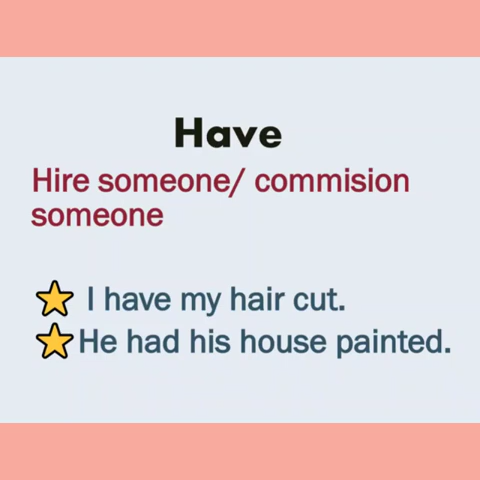 Have
Hire someone/ commision
someone
I have my hair cut.
He had his house painted.